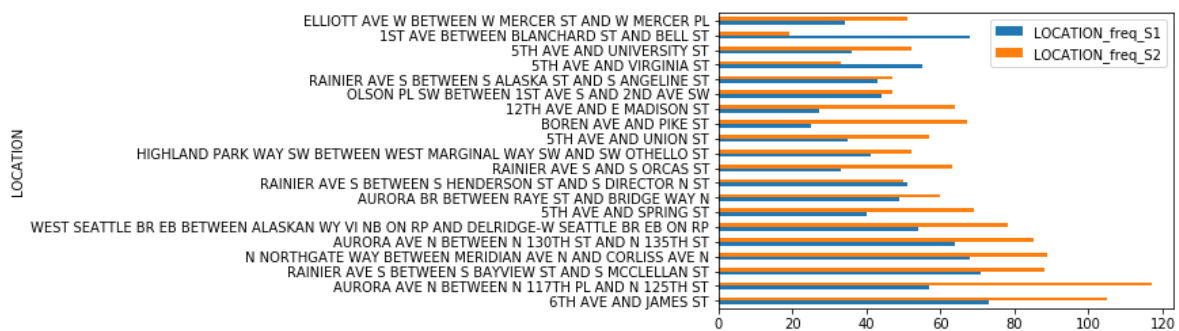 ELLIOTT AVE W BETWEEN W MERCER ST AND W MERCER PL
1ST AVE BETWEEN BLANCHARD ST AND BELL ST
5TH AVE AND UNIVERSITY ST
5TH AVE AND VIRGINIA ST
RAINIER AVE S BETWEEN S ALASKA ST AND S ANGELINE ST
OLSON PL SW BETWEEN 1ST AVE S AND 2ND AVE SW
12TH AVE AND E MADISON ST
BOREN AVE AND PIKE ST
5TH AVE AND UNION ST
HIGHLAND PARK WAY SW BETWEEN WEST MARGINAL WAY SW AND SW OTHELLO ST
RAINIER AVE S AND S ORCAS ST
RAINIER AVE S BETWEEN S HENDERSON ST AND S DIRECTOR N ST
AURORA BR BETWEEN RAYE ST AND BRIDGE WAY N
5TH AVE AND SPRING ST
WEST SEATTLE BR EB BETWEEN ALASKAN WY VI NB ON RP AND DELRIDGE-W SEATTLE BR EB ON RP
AURORA AVE N BETWEEN N 130TH ST AND N 135TH ST
N NORTHGATE WAY BETWEEN MERIDIAN AVE N AND CORLISS AVE N
RAINIER AVE S BETWEEN S BAYVIEW ST AND S MCCLELLAN ST
AURORA AVE N BETWEEN N 117TH PL AND N 125TH ST
6TH AVE AND JAMES ST
LOCATION
LOCATION_freq_S1
LOCATION_freq_S2
0 20 40 60 80 100 120